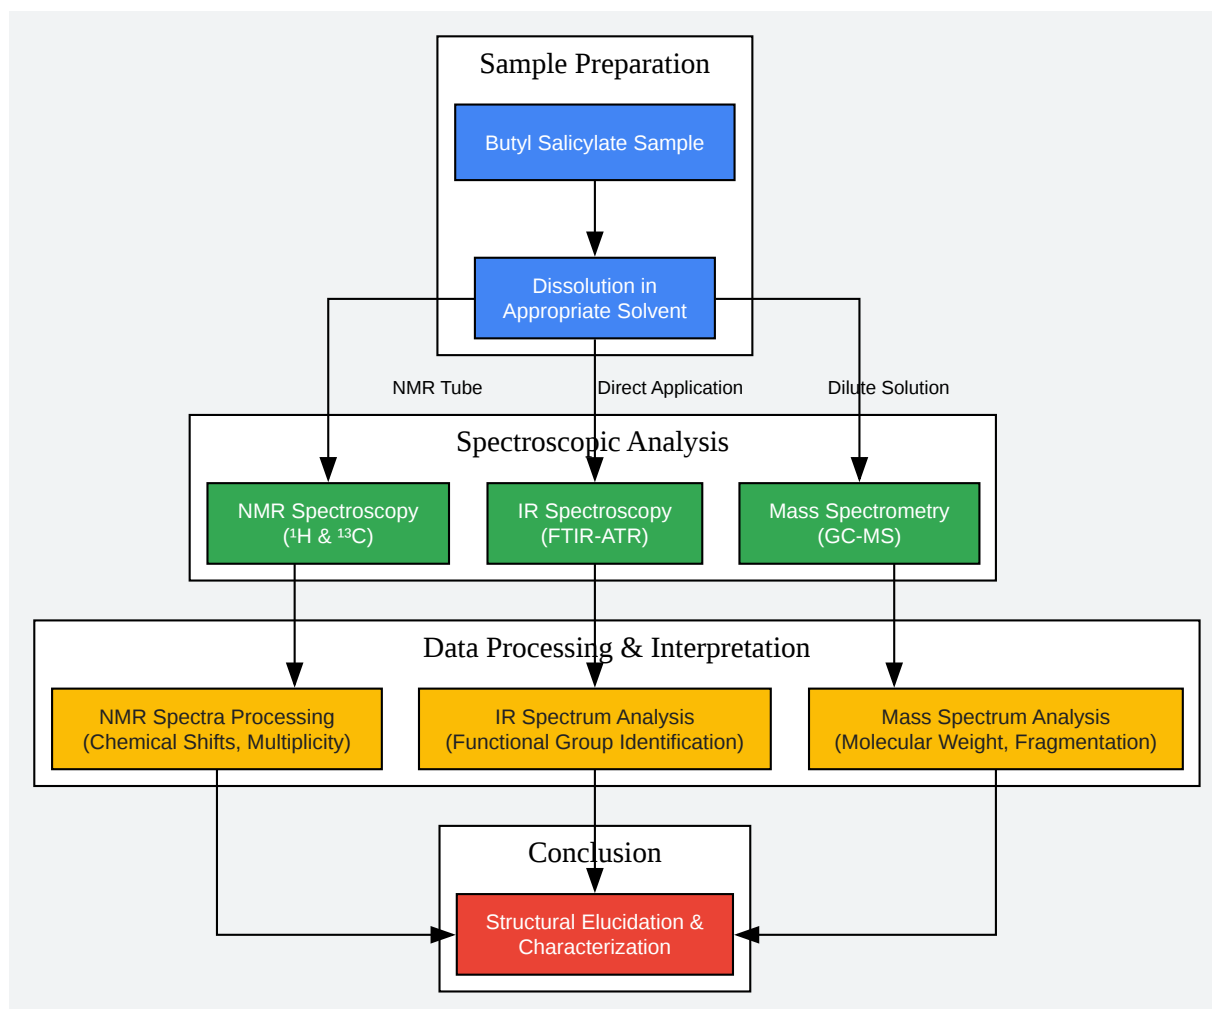 Sample Preparation
Butyl Salicylate Sample
Dissolution in
Appropriate Solvent
NMR Tube
Direct Application
Dilute Solution
Spectroscopic Analysis
NMR Spectroscopy
(¹H & ¹³C)
IR Spectroscopy
(FTIR-ATR)
Mass Spectrometry
(GC-MS)
Data Processing & Interpretation
NMR Spectra Processing
(Chemical Shifts, Multiplicity)
IR Spectrum Analysis
(Functional Group Identification)
Mass Spectrum Analysis
(Molecular Weight, Fragmentation)
Conclusion
Structural Elucidation &
Characterization